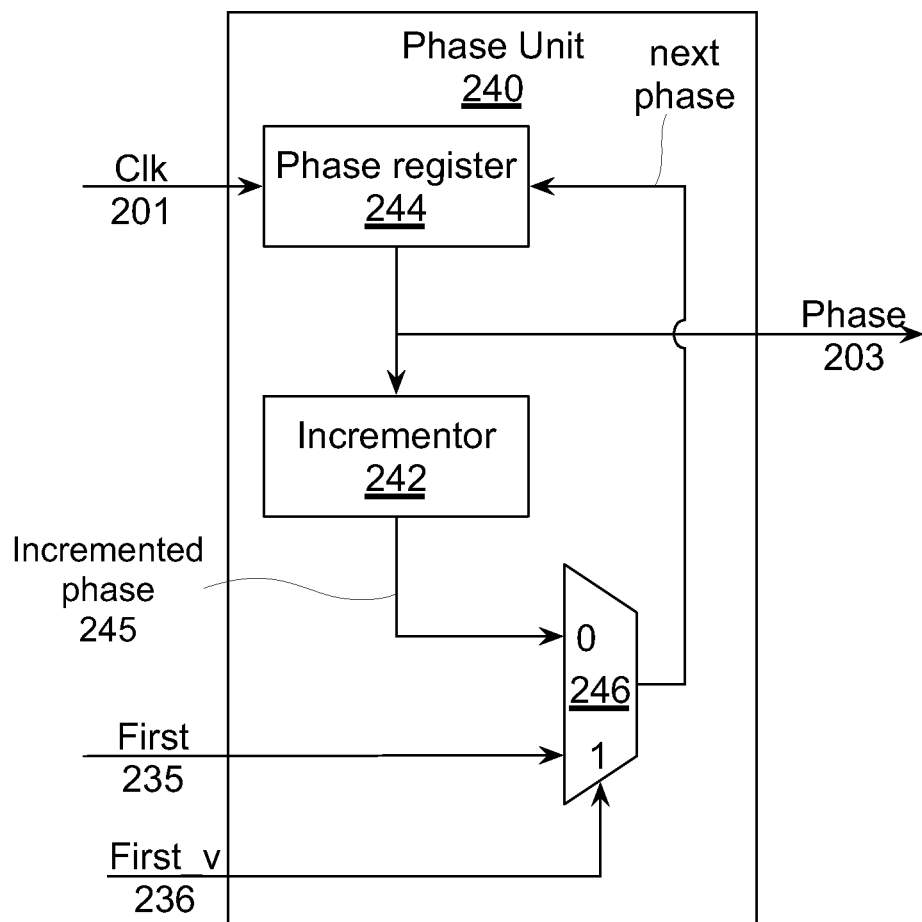 Phase Unit
240
next
phase
Clk
201
Phase register
244
Phase
203
Incrementor
242
Incremented
phase
245
0
246
1
First
235
First_v
236